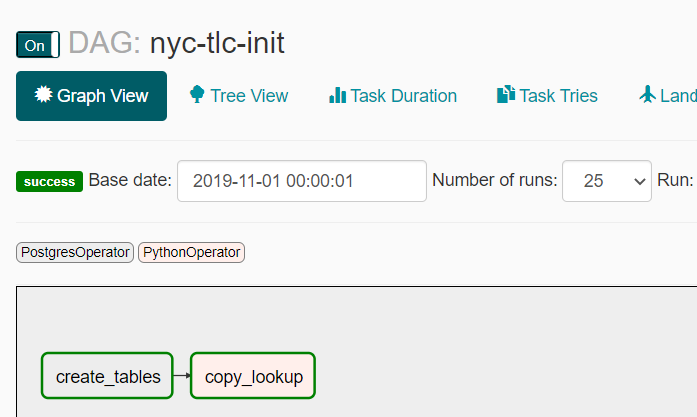 On DAG: nyc-tlc-init
Graph View Tree View Task Duration Task Tries Land
success Base date: 2019-11-01 00:00:01 Number of runs: 25 Run:
PostgresOperator PythonOperator
create_tables copy_lookup